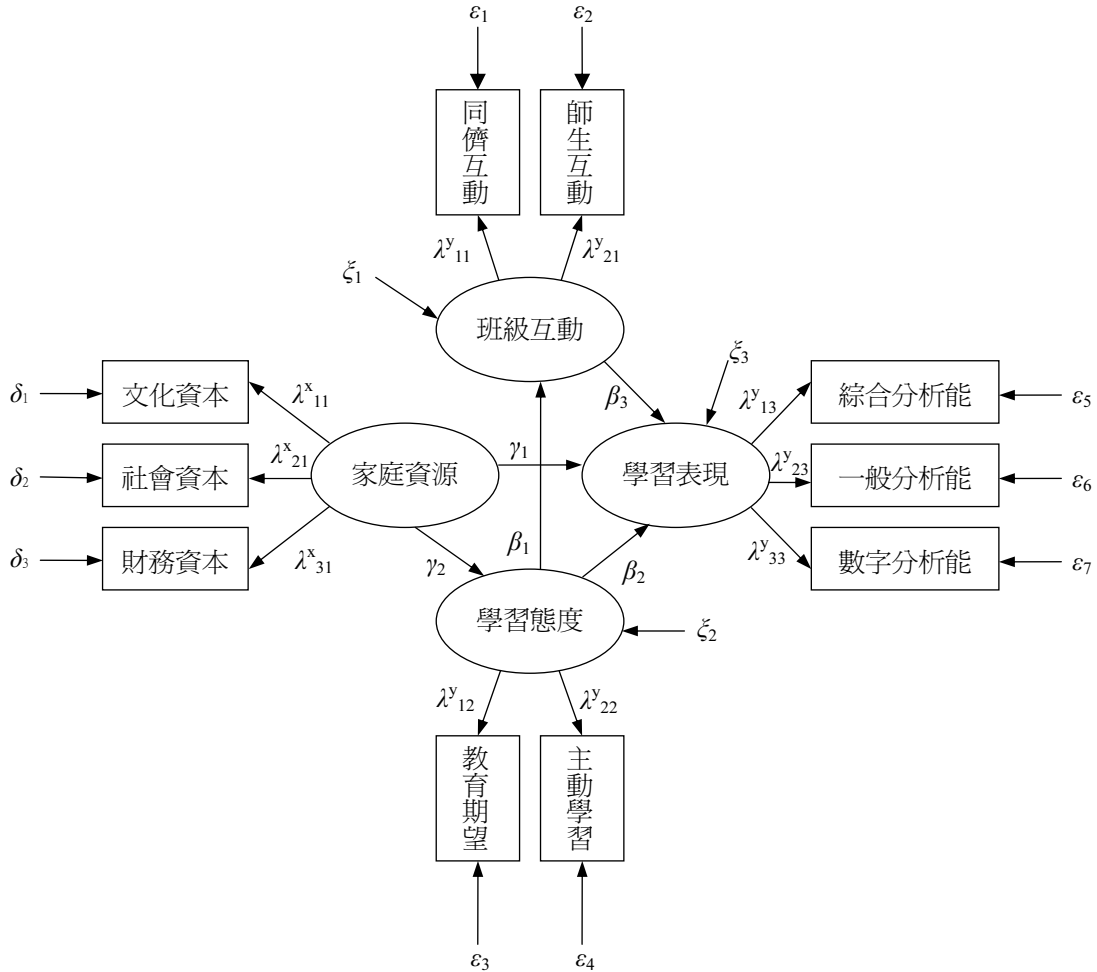 ε1
ε2
同儕互動
師生互動
λy11
λy21
ξ1
班級互動
ξ3
β3
δ1
文化資本
λx11
λy13
綜合分析能
ε5
δ2
社會資本
λx21
家庭資源
γ1
學習表現
λy23
一般分析能
ε6
δ3
財務資本
λx31
γ2
β1
β2
λy33
數字分析能
ε7
學習態度
ξ2
λy12
λy22
教育期望
主動學習
ε3
ε4